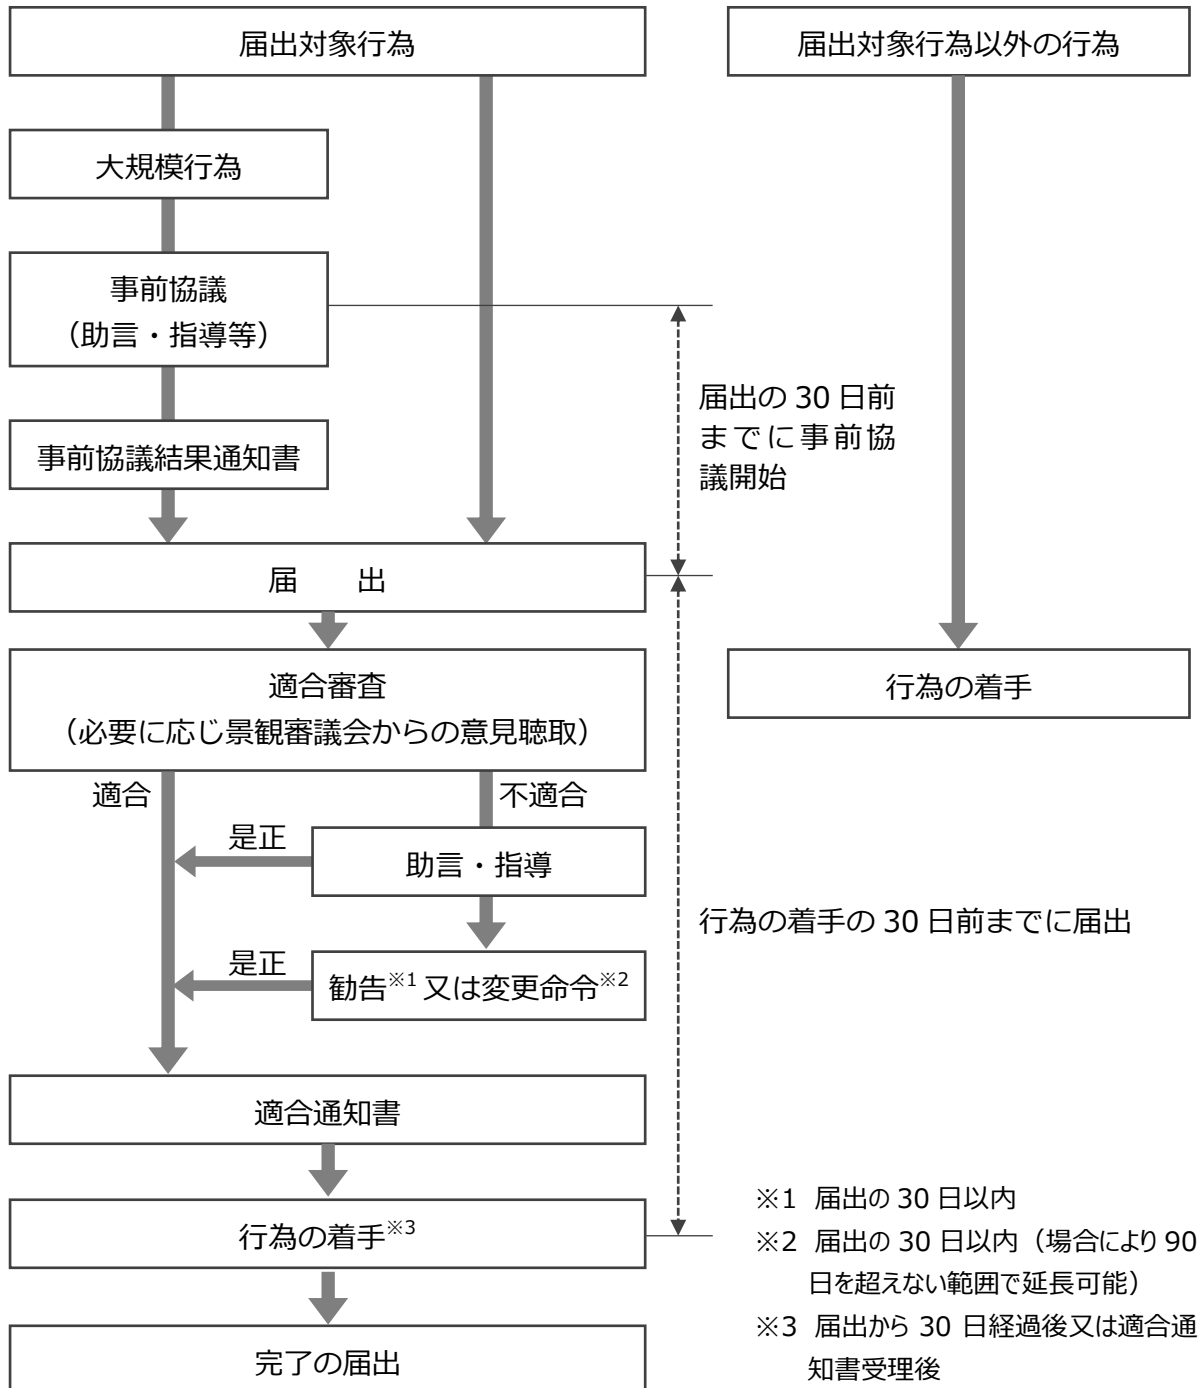 届出対象行為
届出対象行為以外の行為
大規模行為
事前協議
（助言・指導等）
届出の 30 日前
までに事前協
議開始
事前協議結果通知書
届　　出
適合審査
（必要に応じ景観審議会からの意見聴取）
行為の着手
適合
不適合
是正
助言・指導
行為の着手の 30 日前までに届出
是正
勧告※1 又は変更命令※2
適合通知書
行為の着手※3
完了の届出
※1 届出の 30 日以内
※2 届出の 30 日以内（場合により 90
日を超えない範囲で延長可能）
※3 届出から 30 日経過後又は適合通
知書受理後